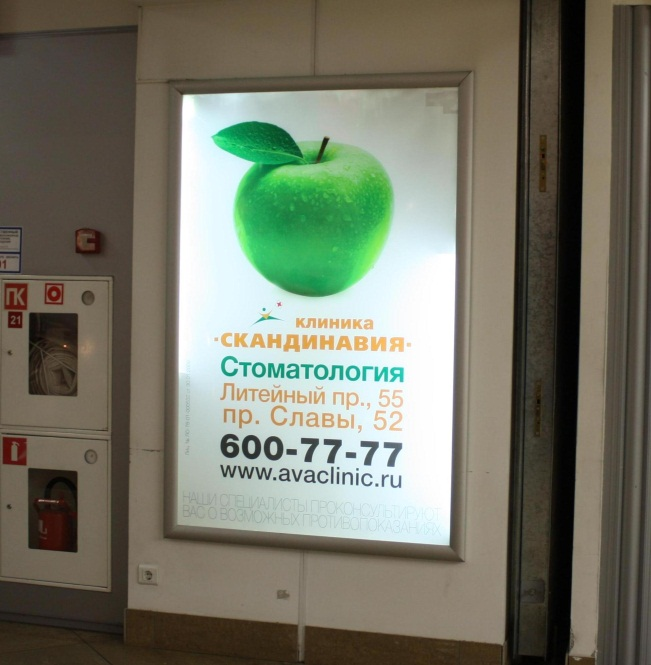 клиника
·СКАНДИНАВИЯ·
Стоматология
Литейный пр., 55
пр. Славы, 52
600-77-77
www.avaclinic.ru
НАШИ СПЕЦИАЛИСТЫ ПРОКОНСУЛЬТИРУЮТ
ВАС О ВОЗМОЖНЫХ ПРОТИВОПОКАЗАНИЯХ
ПК
21